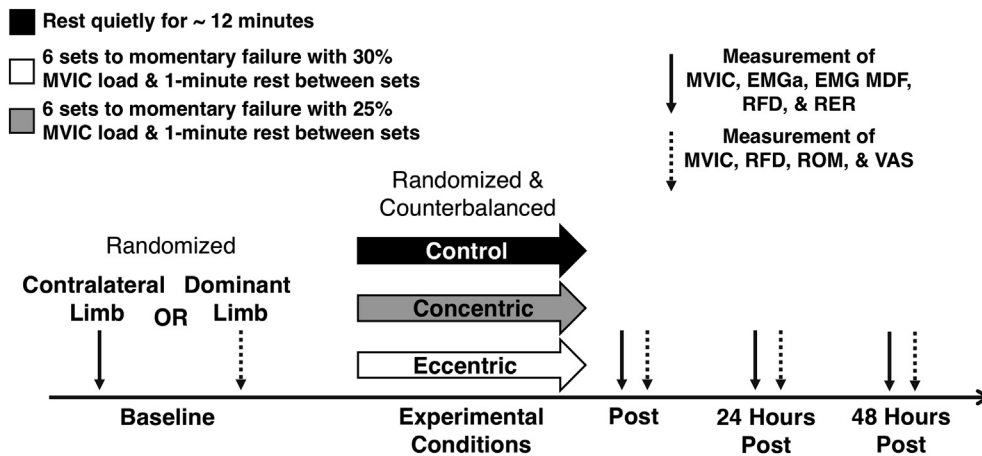 Rest quietly for ~ 12 minutes
6 sets to momentary failure with 30%
MVIC load & 1-minute rest between sets
6 sets to momentary failure with 25%
MVIC load & 1-minute rest between sets
Measurement of
MVIC, EMGa, EMG MDF,
RFD, & RER
Measurement of
MVIC, RFD, ROM, & VAS
Randomized &
Counterbalanced
Randomized
Contralateral
Limb
OR
Dominant
Limb
Control
Concentric
Eccentric
Baseline
Experimental
Conditions
Post
24 Hours
Post
48 Hours
Post